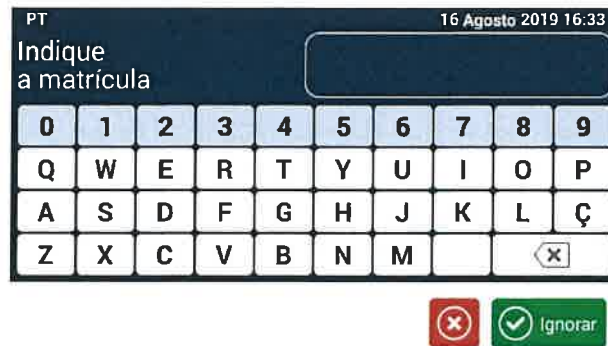 PT 16 Agosto 2019 16:33
Indique
a matrícula
0 1 2 3 4 5 6 7 8 9
Q W E R T Y U I O P
A S D F G H J K L Ç
Z X C V B N M
Ignorar